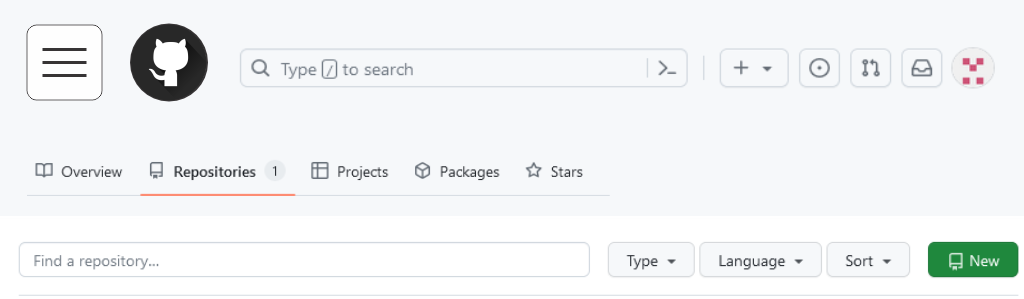 Type / to search
Overview Repositories 1 Projects Packages Stars
Find a repository... Type Language Sort New